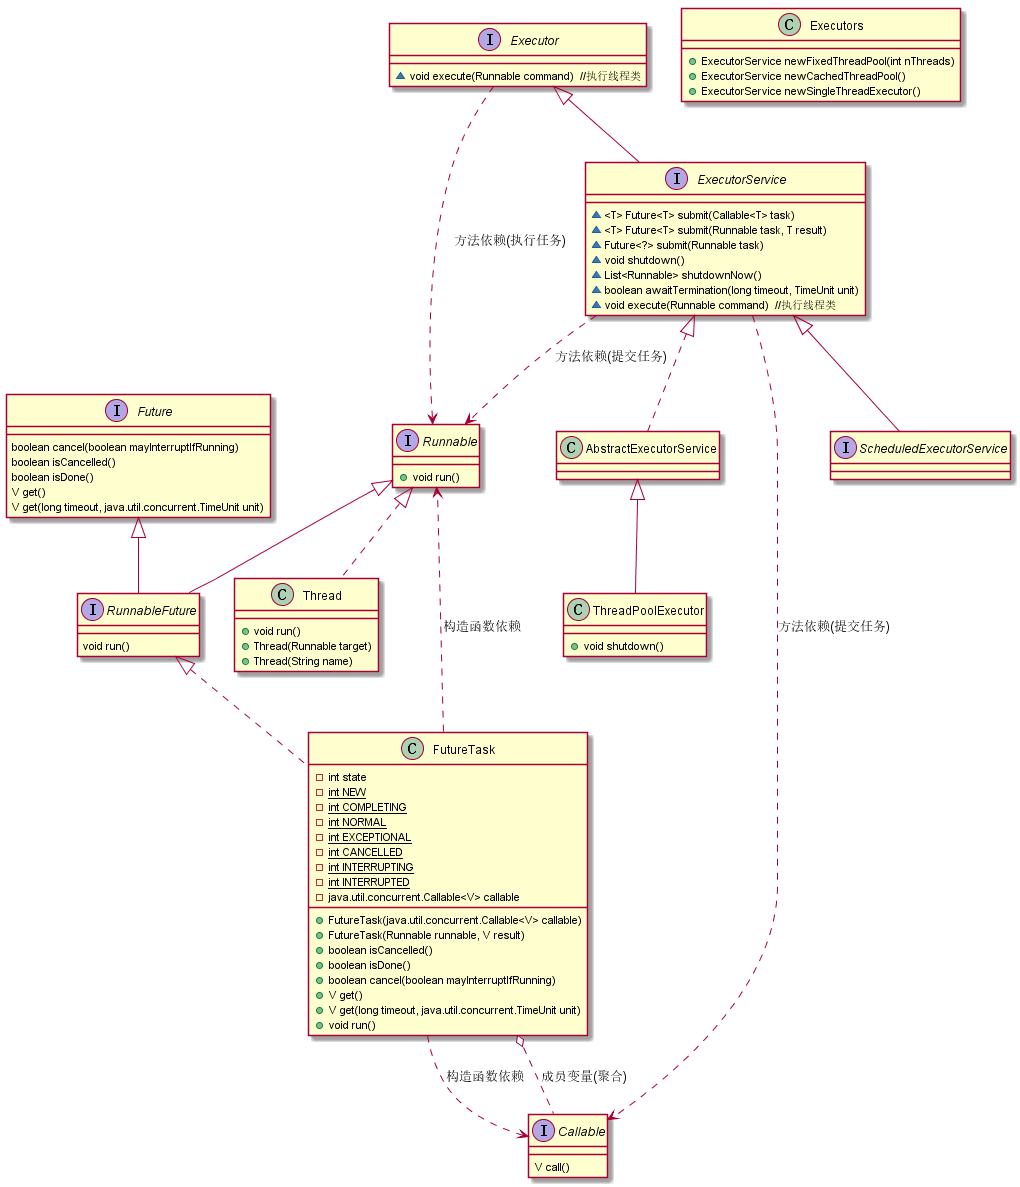 I Executor
void execute(Runnable command) //执行线程类
C Executors
ExecutorService newFixedThreadPool(int nThreads)
ExecutorService newCachedThreadPool()
ExecutorService newSingleThreadExecutor()
I ExecutorService
<T> Future<T> submit(Callable<T> task)
<T> Future<T> submit(Runnable task, T result)
Future<?> submit(Runnable task)
void shutdown()
List<Runnable> shutdownNow()
boolean awaitTermination(long timeout, TimeUnit unit)
void execute(Runnable command) //执行线程类
方法依赖(执行任务)
方法依赖(提交任务)
I Future
boolean cancel(boolean mayInterruptIfRunning)
boolean isCancelled()
boolean isDone()
V get()
V get(long timeout, java.util.concurrent.TimeUnit unit)
I Runnable
void run()
C AbstractExecutorService
I ScheduledExecutorService
I RunnableFuture
void run()
C Thread
void run()
Thread(Runnable target)
Thread(String name)
构造函数依赖
C ThreadPoolExecutor
void shutdown()
方法依赖(提交任务)
C FutureTask
int state
int NEW
int COMPLETING
int NORMAL
int EXCEPTIONAL
int CANCELLED
int INTERRUPTING
int INTERRUPTED
java.util.concurrent.Callable<V> callable
FutureTask(java.util.concurrent.Callable<V> callable)
FutureTask(Runnable runnable, V result)
boolean isCancelled()
boolean isDone()
boolean cancel(boolean mayInterruptIfRunning)
V get()
V get(long timeout, java.util.concurrent.TimeUnit unit)
void run()
构造函数依赖
成员变量(聚合)
I Callable
V call()